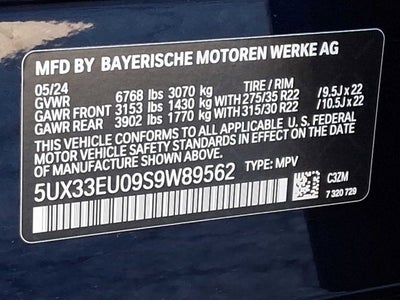 MFD BY BAYERISCHE MOTOREN WERKE AG
05/24 TIRE / RIM
GVWR 6768 lbs 3070 kg
GAWR FRONT 3153 lbs 1430 kg WITH 275/35 R22 / 9.5J x 22
GAWR REAR 3902 lbs 1770 kg WITH 315/30 R22 / 10.5J x 22
THIS VEHICLE CONFORMS TO ALL APPLICABLE U. S. FEDERAL
MOTOR VEHICLE SAFETY STANDARDS IN EFFECT ON THE DATE
OF MANUFACTURE SHOWN ABOVE.
5UX33EU09S9W89562 TYPE: MPV
C3ZM
7 320 729